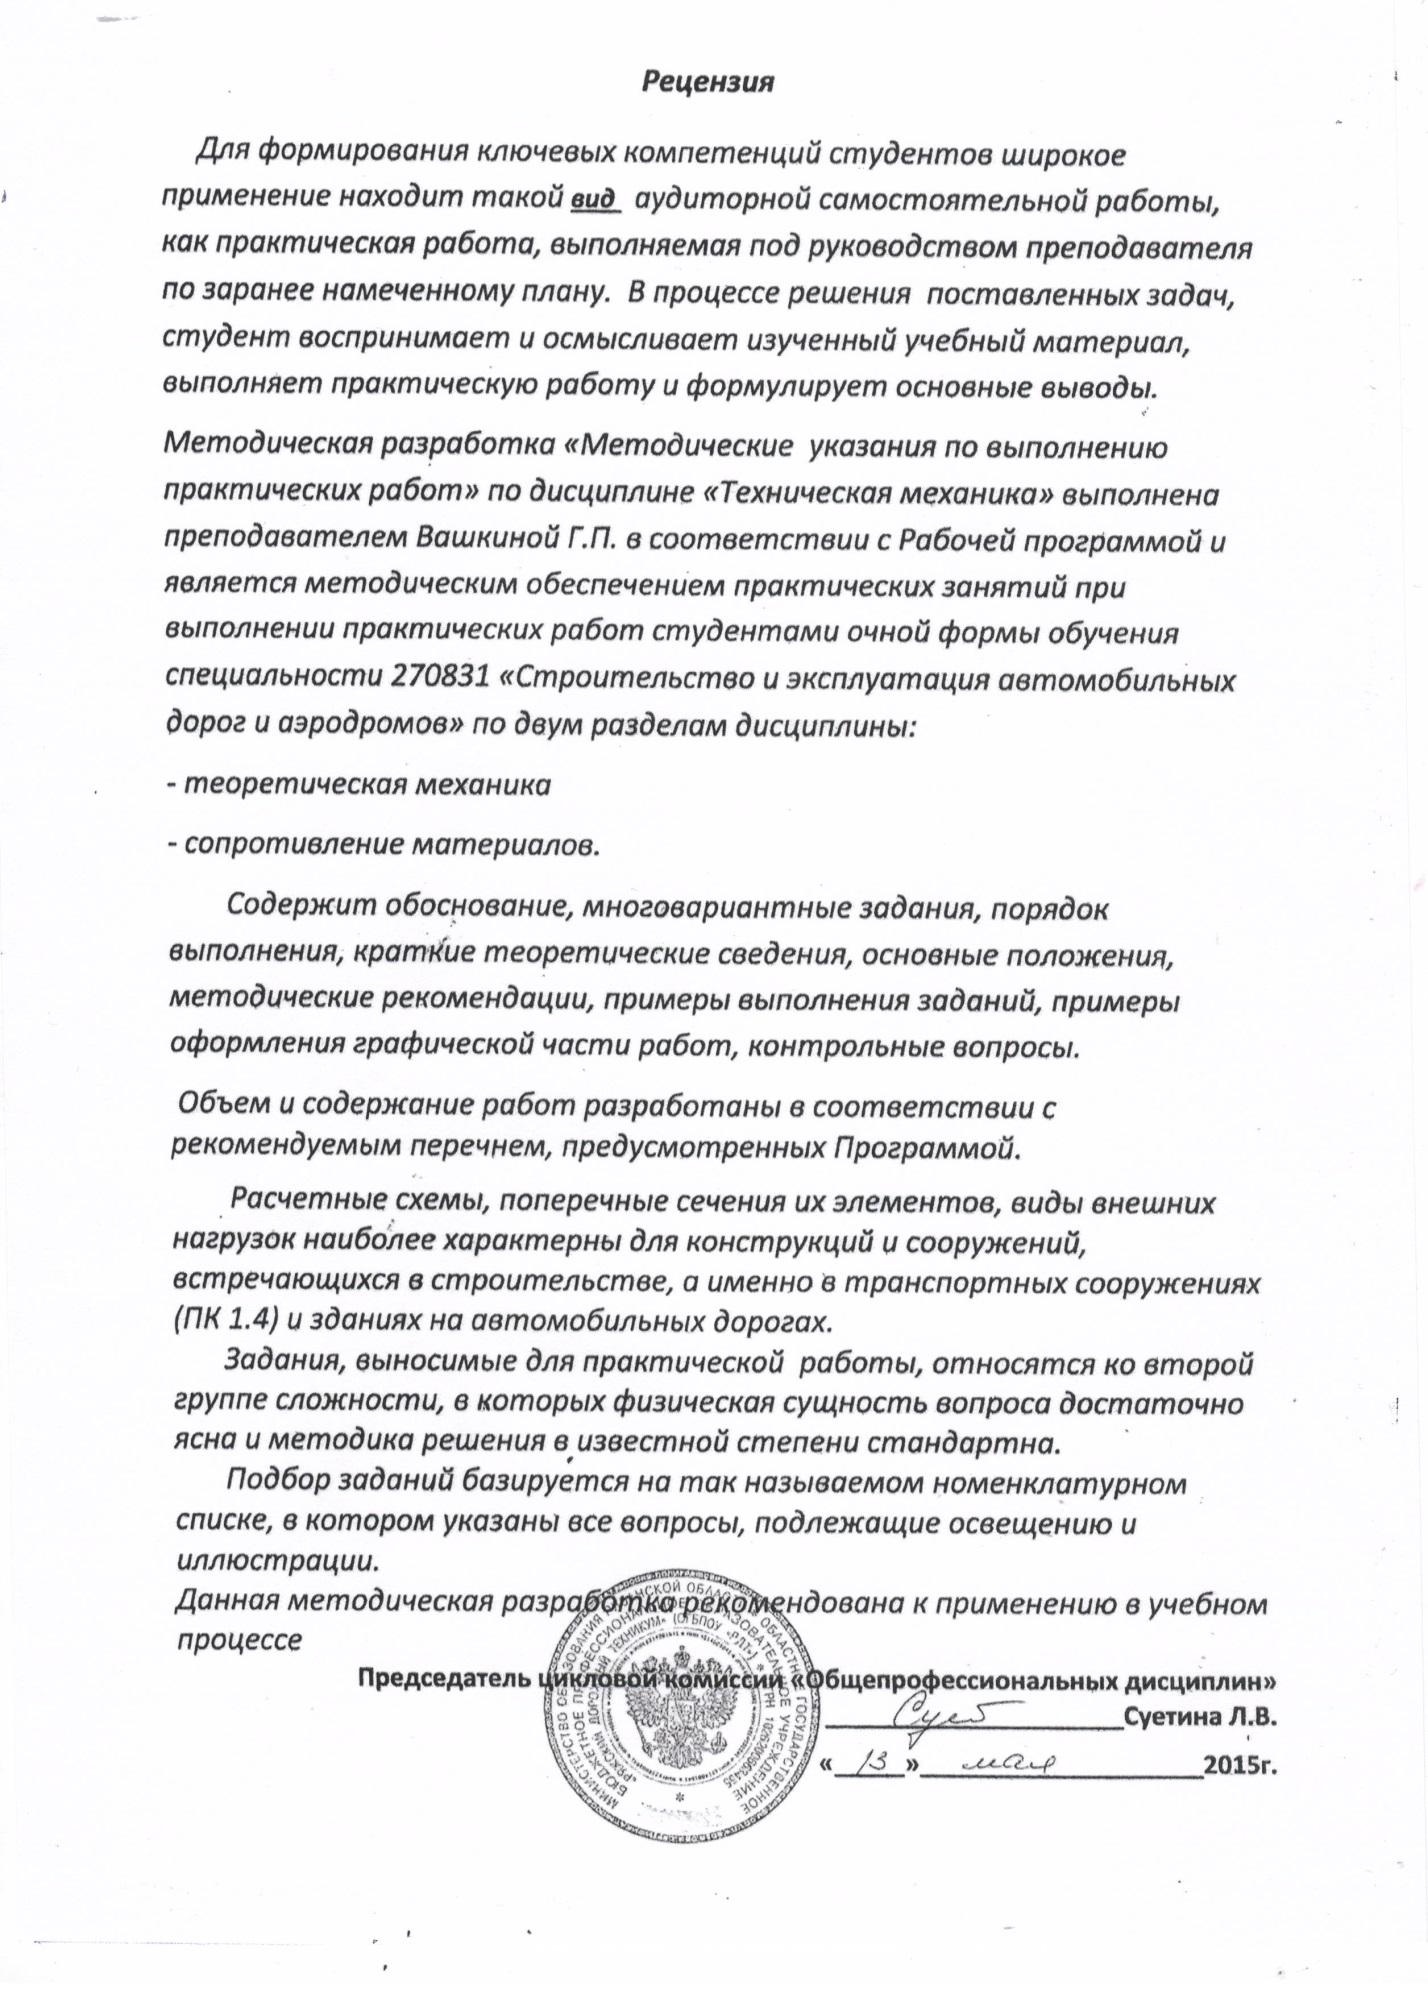 Рецензия
Для формирования ключевых компетенций студентов широкое
применение находит такой вид аудиторной самостоятельной работы,
как практическая работа, выполняемая под руководством преподавателя
по заранее намеченному плану. В процессе решения поставленных задач,
студент воспринимает и осмысливает изученный учебный материал,
выполняет практическую работу и формулирует основные выводы.
Методическая разработка «Методические указания по выполнению
практических работ» по дисциплине «Техническая механика» выполнена
преподавателем Вашкиной Г.П. в соответствии с Рабочей программой и
является методическим обеспечением практических занятий при
выполнении практических работ студентами очной формы обучения
специальности 270831 «Строительство и эксплуатация автомобильных
дорог и аэродромов» по двум разделам дисциплины:
- теоретическая механика
- сопротивление материалов.
Содержит обоснование, многовариантные задания, порядок
выполнения, краткие теоретические сведения, основные положения,
методические рекомендации, примеры выполнения заданий, примеры
оформления графической части работ, контрольные вопросы.
Объем и содержание работ разработаны в соответствии с
рекомендуемым перечнем, предусмотренных Программой.
Расчетные схемы, поперечные сечения их элементов, виды внешних
нагрузок наиболее характерны для конструкций и сооружений,
встречающихся в строительстве, а именно в транспортных сооружениях
(ПК 1.4) и зданиях на автомобильных дорогах.
Задания, выносимые для практической работы, относятся ко второй
группе сложности, в которых физическая сущность вопроса достаточно
ясна и методика решения в известной степени стандартна.
Подбор заданий базируется на так называемом номенклатурном
списке, в котором указаны все вопросы, подлежащие освещению и
иллюстрации.
Данная методическая разработка рекомендована к применению в учебном
процессе
Председатель цикловой комиссии «Общепрофессиональных дисциплин»
Суетина Л.В.
«13» мая 2015г.